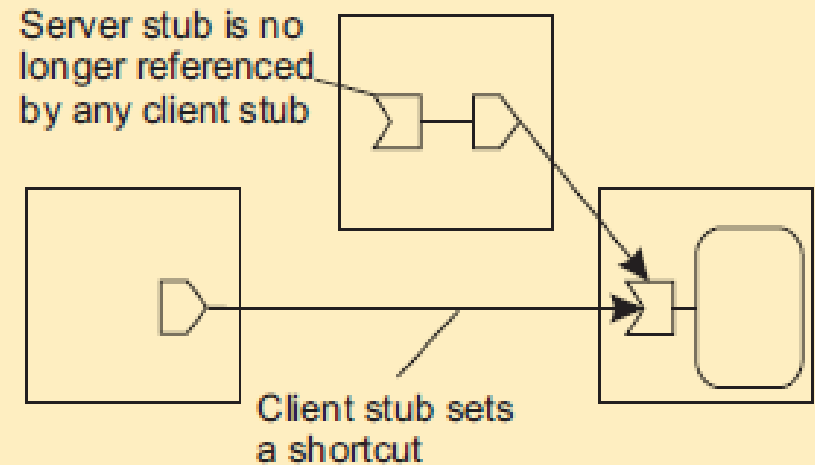 Server stub is no
longer referenced
by any client stub
Client stub sets
a shortcut